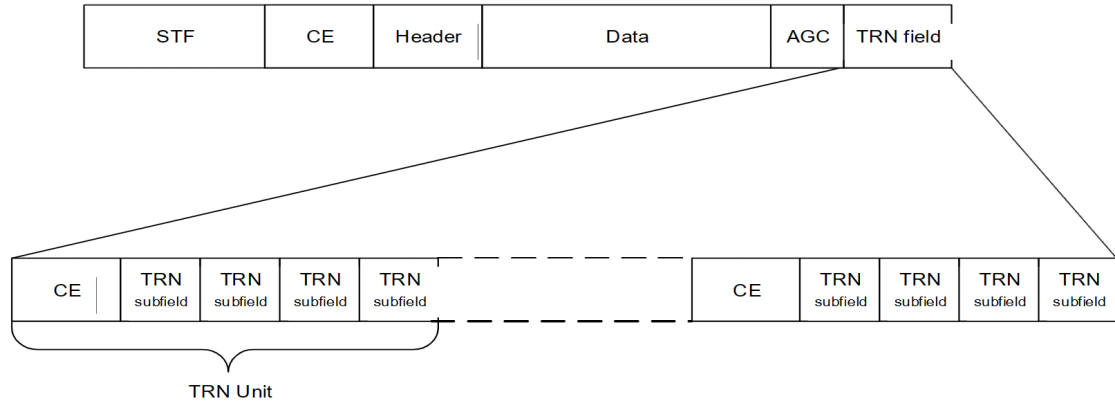 STF CE Header Data AGC TRN field
CE TRN TRN TRN TRN CE TRN TRN TRN TRN
subfield subfield subfield subfield subfield subfield subfield subfield
TRN Unit